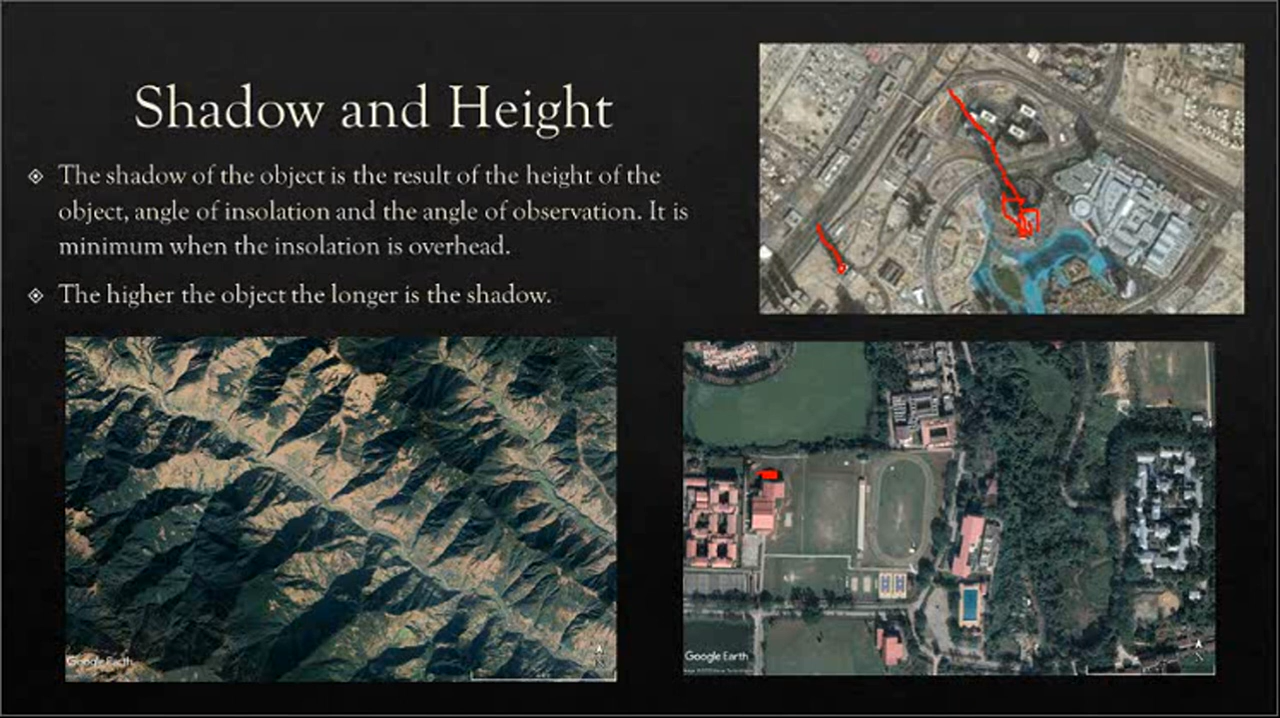 Shadow and Height
The shadow of the object is the result of the height of the
object, angle of insolation and the angle of observation. It is
minimum when the insolation is overhead.
The higher the object the longer is the shadow.
Google Earth
Google Earth